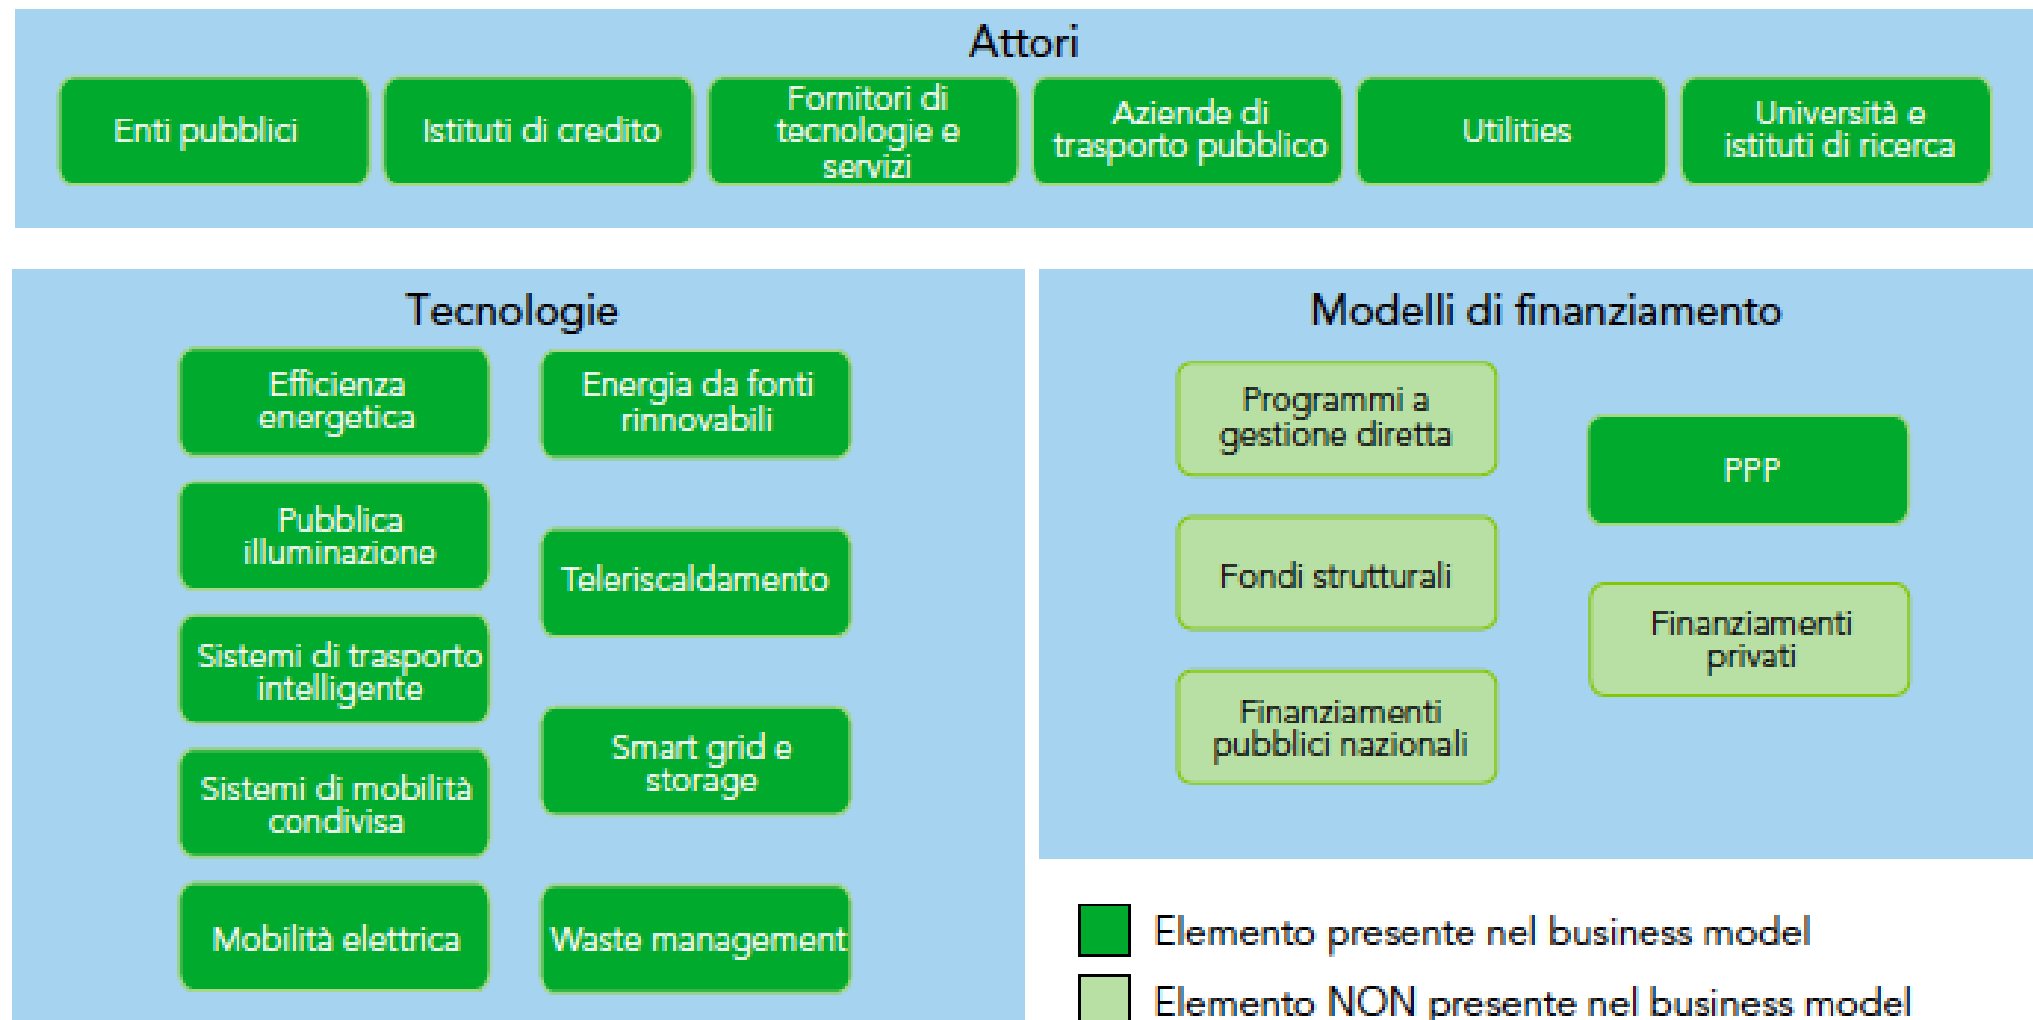 Attori
Enti pubblici
Istituti di credito
Fornitori di
tecnologie e
servizi
Aziende di
trasporto pubblico
Utilities
Università e
istituti di ricerca
Tecnologie
Efficienza
energetica
Energia da fonti
rinnovabili
Pubblica
illuminazione
Teleriscaldamento
Sistemi di trasporto
intelligente
Smart grid e
storage
Sistemi di mobilità
condivisa
Mobilità elettrica
Waste management
Modelli di finanziamento
Programmi a
gestione diretta
PPP
Fondi strutturali
Finanziamenti
privati
Finanziamenti
pubblici nazionali
Elemento presente nel business model
Elemento NON presente nel business model